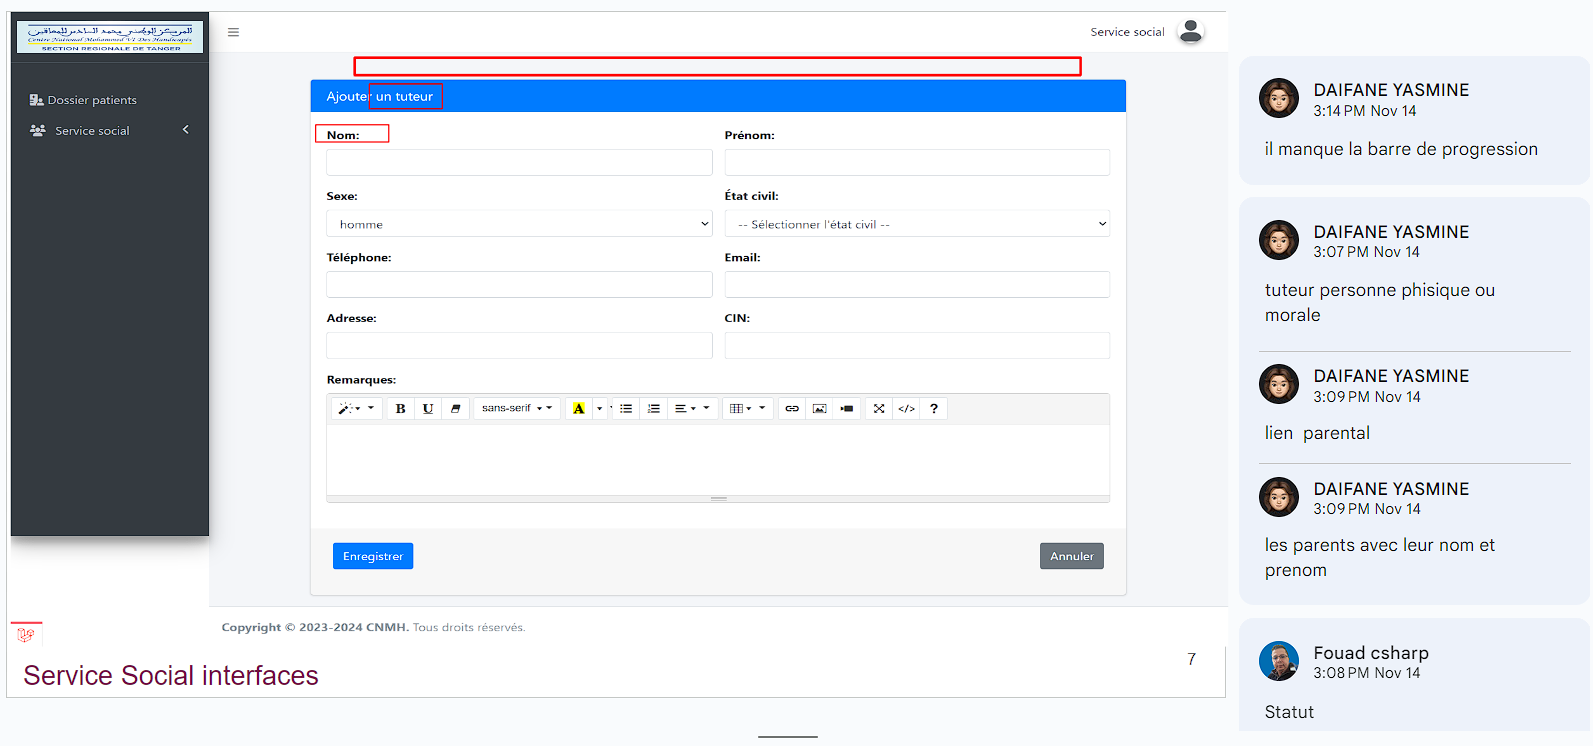 المركز الوطني محمد السادس للمعاقين
Centre National Mohammed VI Des Handicapés
SECTION REGIONALE DE TANGER
Service social
Dossier patients
Service social
Ajouter un tuteur
Nom:
Prénom:
Sexe:
État civil:
homme
-- Sélectionner l'état civil --
Téléphone:
Email:
Adresse:
CIN:
Remarques:
B U sans-serif A </> ?
Enregistrer
Annuler
Copyright © 2023-2024 CNMH. Tous droits réservés.
Service Social interfaces
7
DAIFANE YASMINE
3:14 PM Nov 14
il manque la barre de progression
DAIFANE YASMINE
3:07 PM Nov 14
tuteur personne phisique ou
morale
DAIFANE YASMINE
3:09 PM Nov 14
lien parental
DAIFANE YASMINE
3:09 PM Nov 14
les parents avec leur nom et
prenom
Fouad csharp
3:08 PM Nov 14
Statut